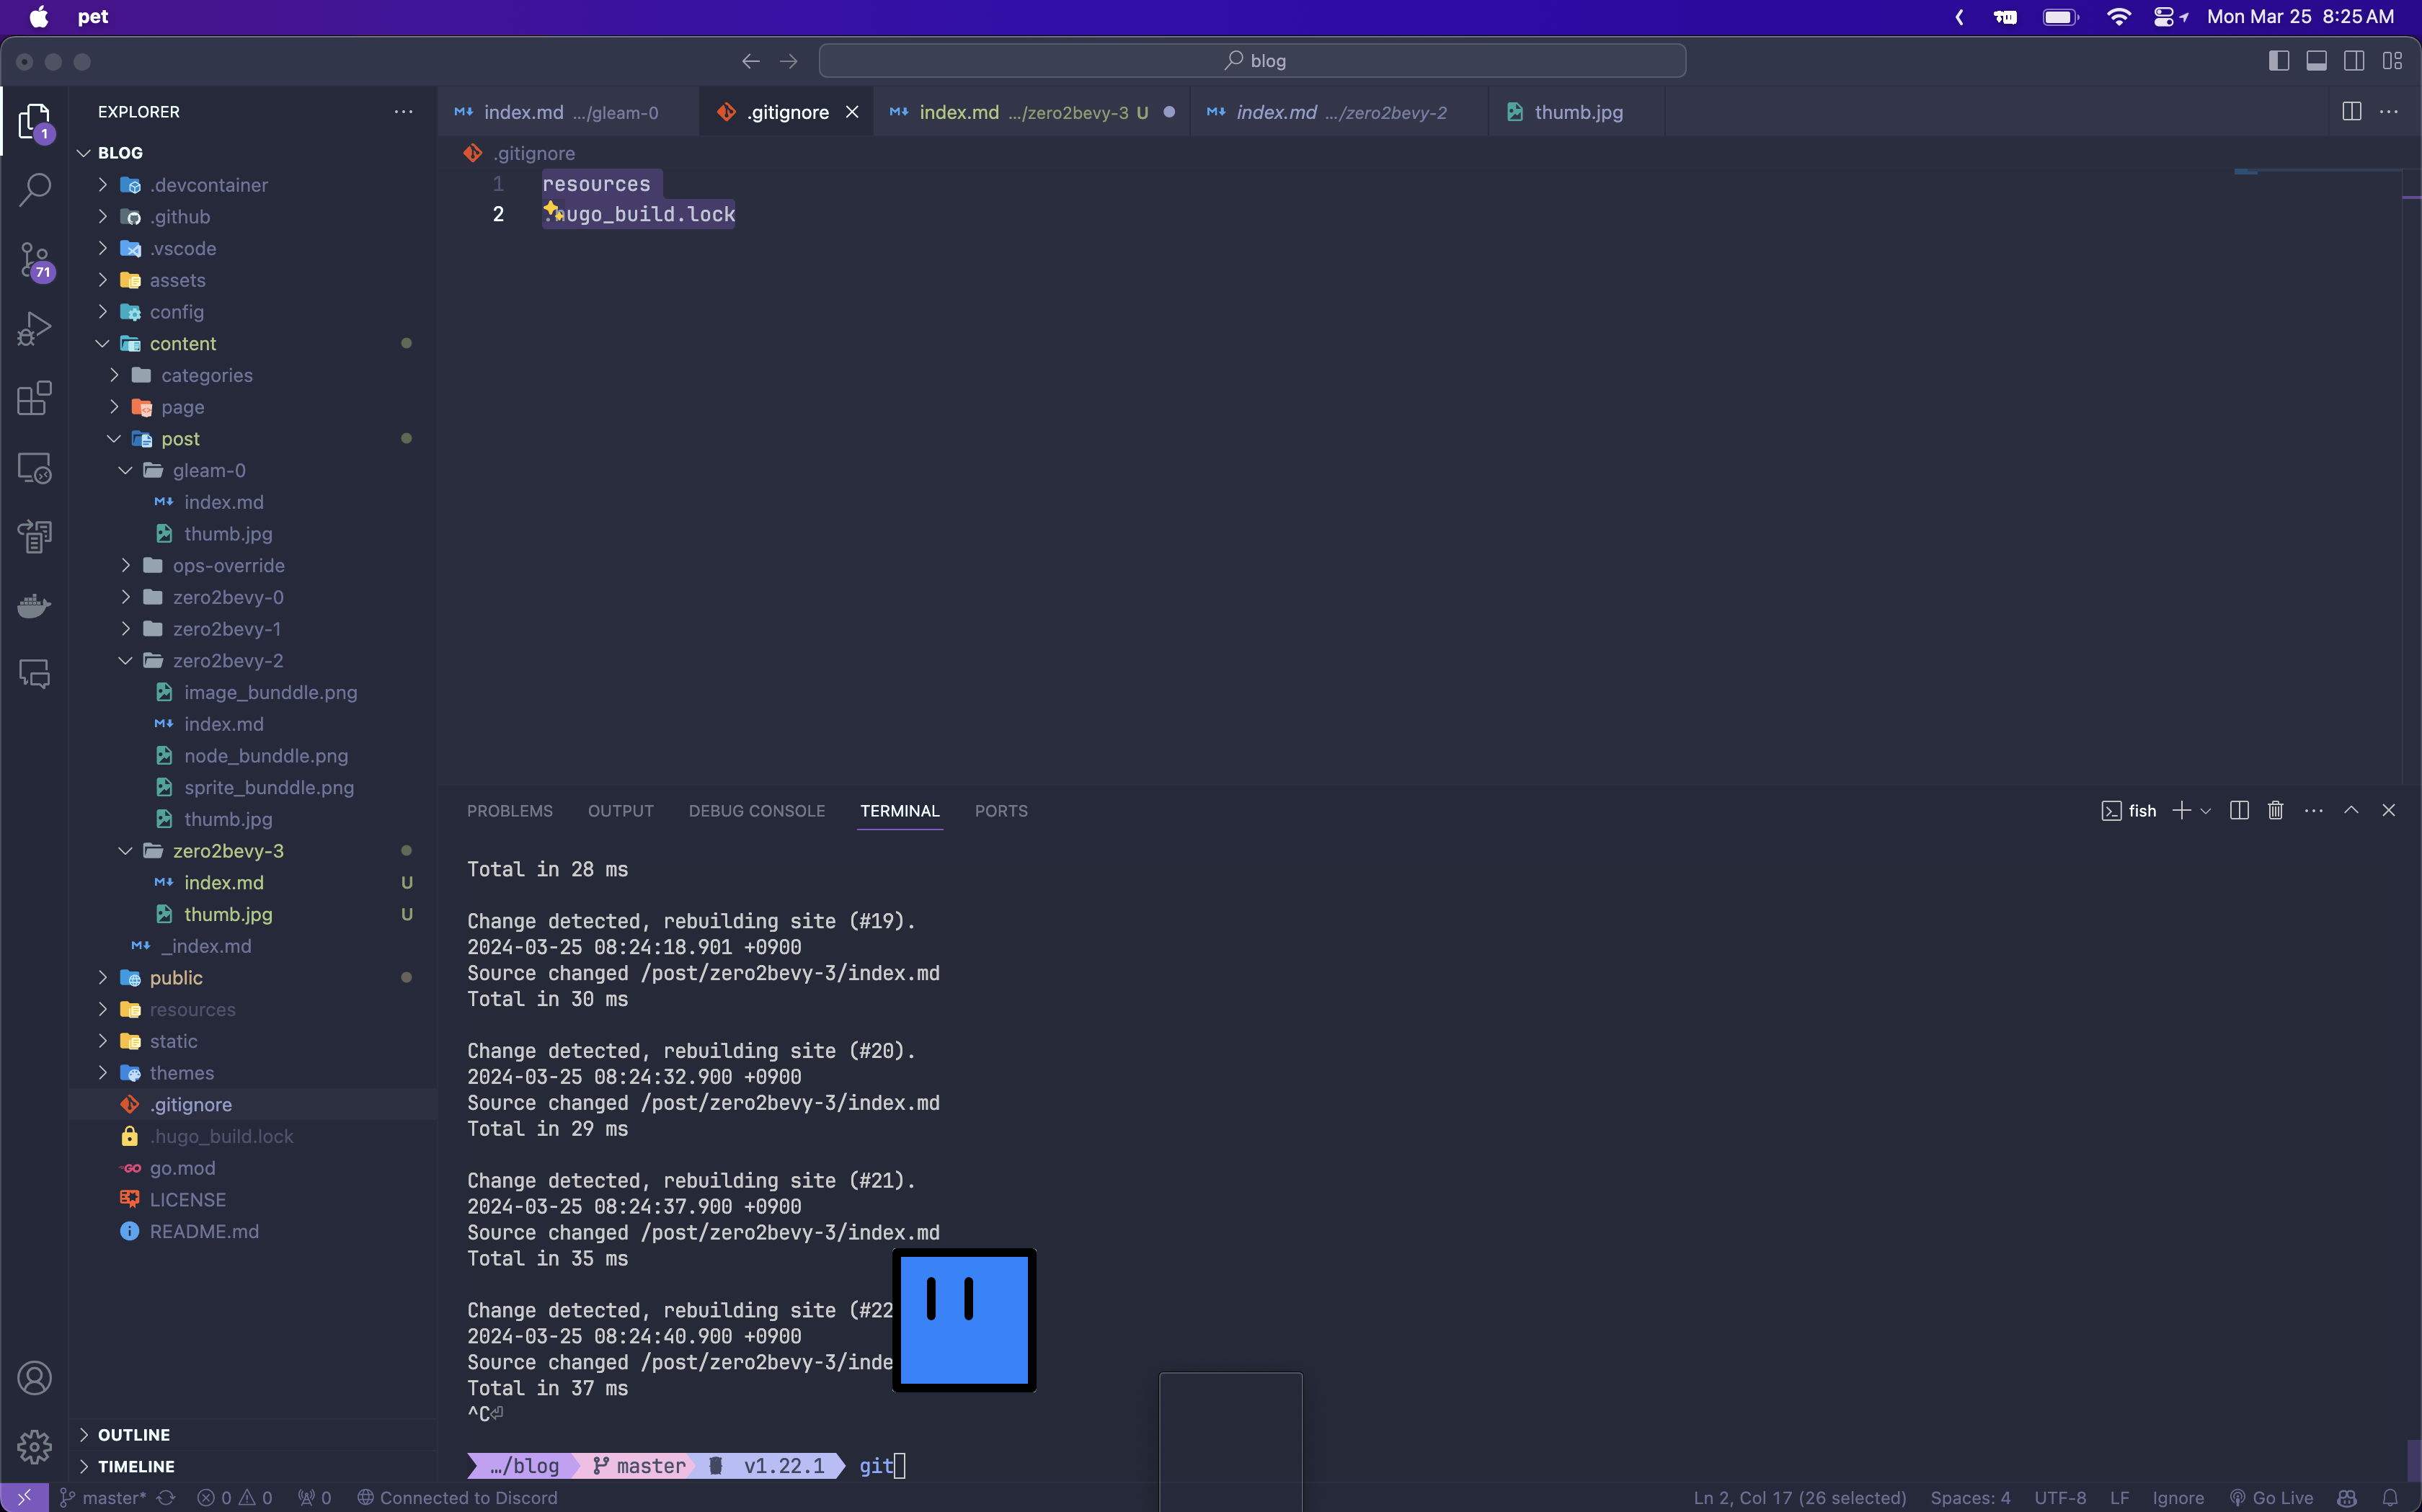 pet
Mon Mar 25 8:25 AM
blog
EXPLORER
index.md .../gleam-0
.gitignore
index.md .../zero2bevy-3 U
index.md .../zero2bevy-2
thumb.jpg
1
71
BLOG
.devcontainer
.github
.vscode
assets
config
content
categories
page
post
gleam-0
index.md
thumb.jpg
ops-override
zero2bevy-0
zero2bevy-1
zero2bevy-2
image_bunddle.png
index.md
node_bunddle.png
sprite_bunddle.png
thumb.jpg
zero2bevy-3
index.md U
thumb.jpg U
_index.md
public
resources
static
themes
.gitignore
.hugo_build.lock
go.mod
LICENSE
README.md
OUTLINE
TIMELINE
.gitignore
1 resources
2 .hugo_build.lock
PROBLEMS OUTPUT DEBUG CONSOLE TERMINAL PORTS
fish
Total in 28 ms
Change detected, rebuilding site (#19).
2024-03-25 08:24:18.901 +0900
Source changed /post/zero2bevy-3/index.md
Total in 30 ms
Change detected, rebuilding site (#20).
2024-03-25 08:24:32.900 +0900
Source changed /post/zero2bevy-3/index.md
Total in 29 ms
Change detected, rebuilding site (#21).
2024-03-25 08:24:37.900 +0900
Source changed /post/zero2bevy-3/index.md
Total in 35 ms
Change detected, rebuilding site (#22
2024-03-25 08:24:40.900 +0900
Source changed /post/zero2bevy-3/inde
Total in 37 ms
^C⏎
…/blog master v1.22.1 git
master* 0 0 0 Connected to Discord
Ln 2, Col 17 (26 selected) Spaces: 4 UTF-8 LF Ignore Go Live